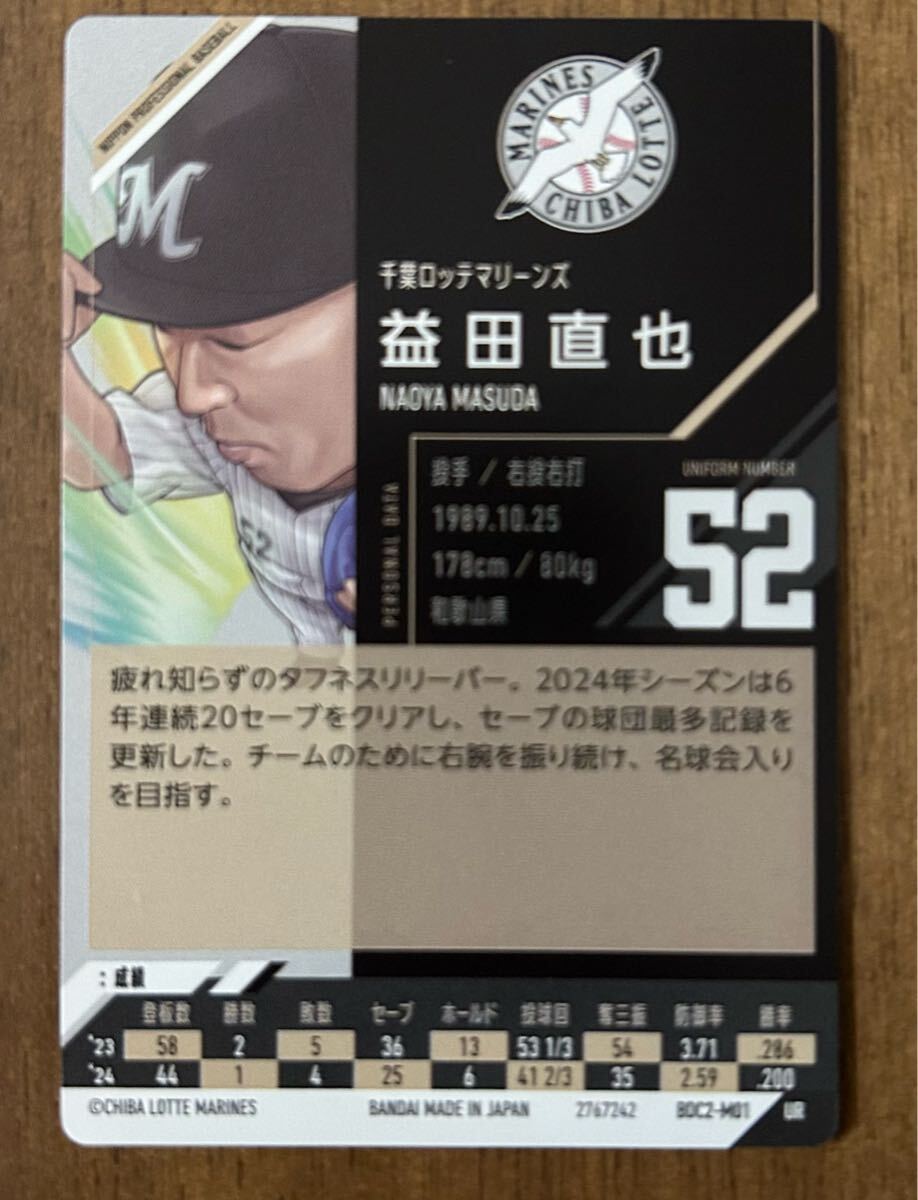 NIPPON PROFESSIONAL BASEBALL
M
MARINES
CHIBA LOTTE
千葉ロッテマリーンズ
益田直也
NAOYA MASUDA
PERSONAL DATA
投手 / 右投右打
1989.10.25
178cm / 80kg
和歌山県
UNIFORM NUMBER
52
52
疲れ知らずのタフネスリリーバー。2024年シーズンは6
年連続20セーブをクリアし、セーブの球団最多記録を
更新した。チームのために右腕を振り続け、名球会入り
を目指す。
：成績
登板数 勝数 敗数 セーブ ホールド 投球回 奪三振 防御率 勝率
'23 58 2 5 36 13 53 1/3 54 3.71 .286
'24 44 1 4 25 6 41 2/3 35 2.59 .200
©CHIBA LOTTE MARINES BANDAI MADE IN JAPAN 2767242 BDC2-M01 UR